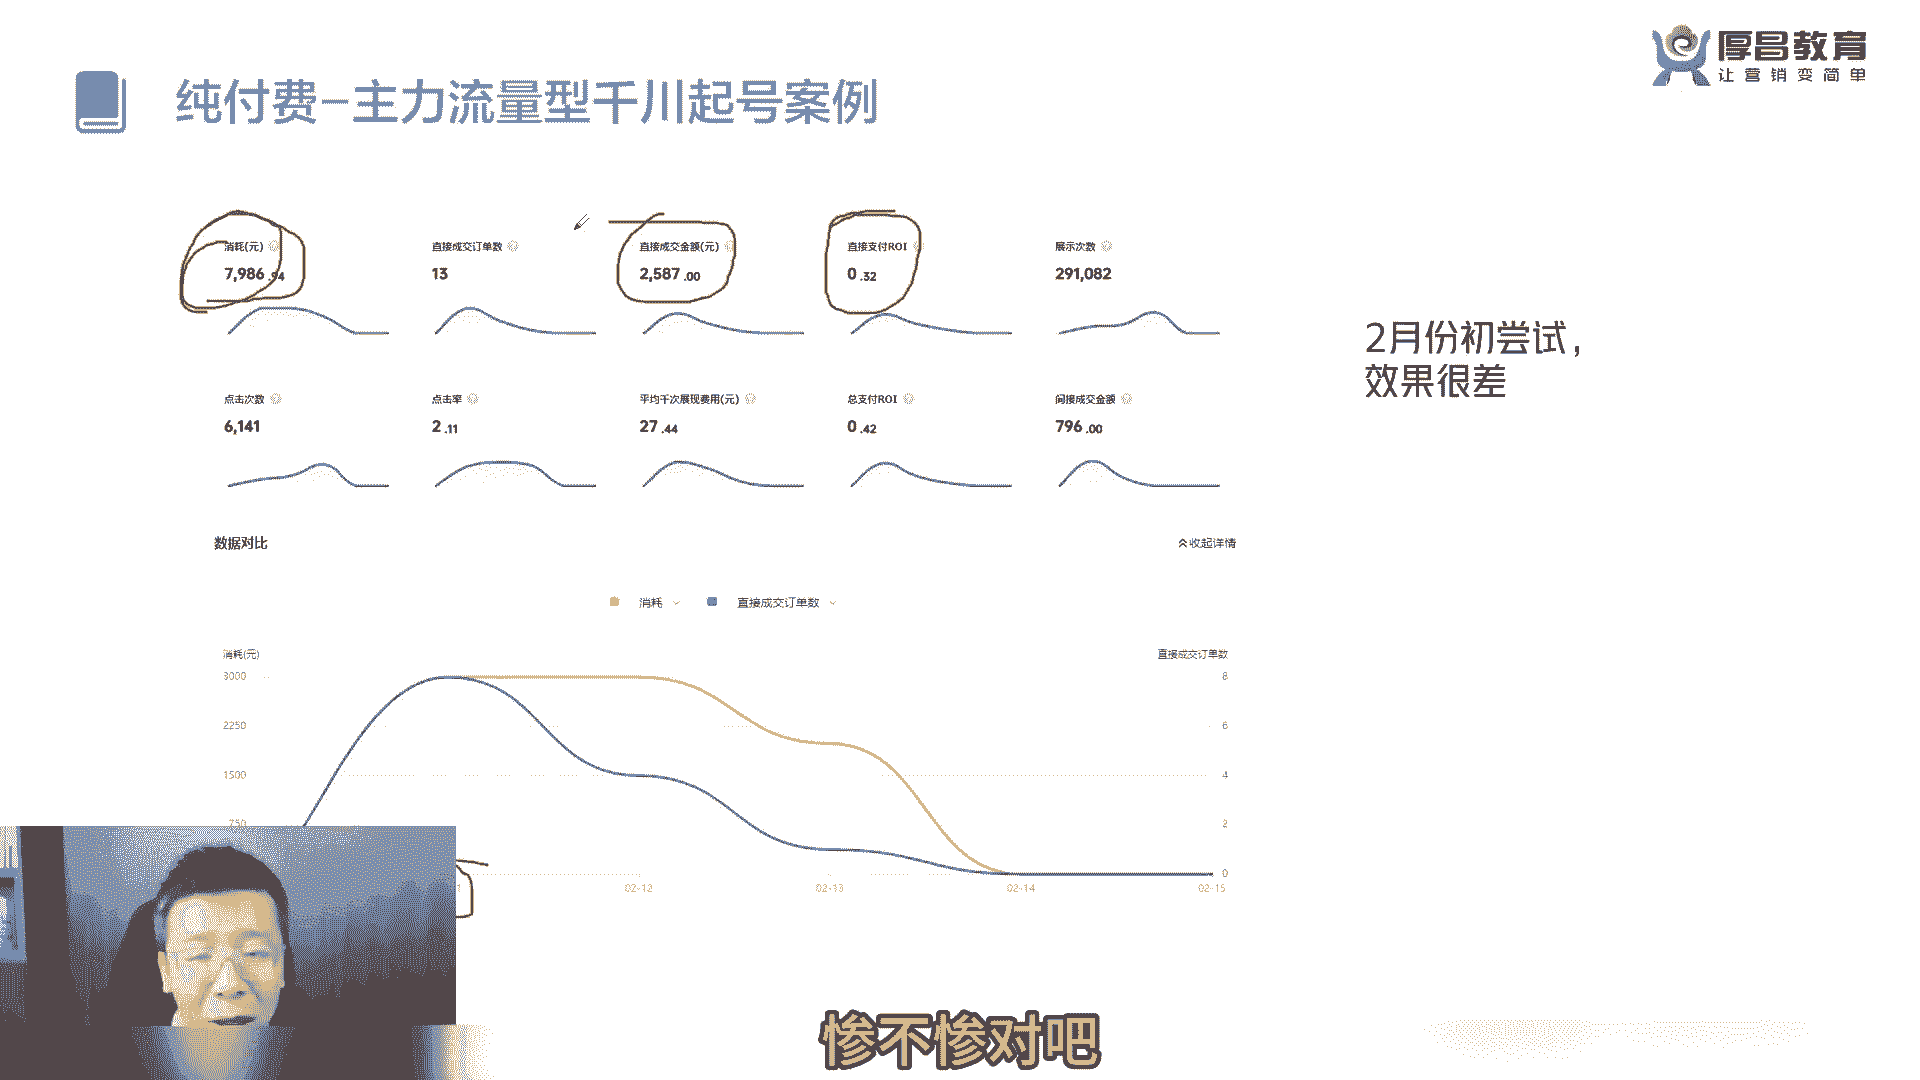 厚昌教育
让营销变简单
纯付费-主力流量型千川起号案例
消耗(元)
7,986.94
直接成交订单数
13
直接成交金额(元)
2,587.00
直接支付ROI
0.32
展示次数
291,082
2月份初尝试,
效果很差
点击次数
6,141
点击率
2.11
平均千次展现费用(元)
27.44
总支付ROI
0.42
间接成交金额
796.00
数据对比
收起详情
消耗
直接成交订单数
消耗(元)
直接成交订单数
3000
8
2250
6
1500
4
750
2
0
02-12
02-13
02-14
02-15
惨不惨对吧